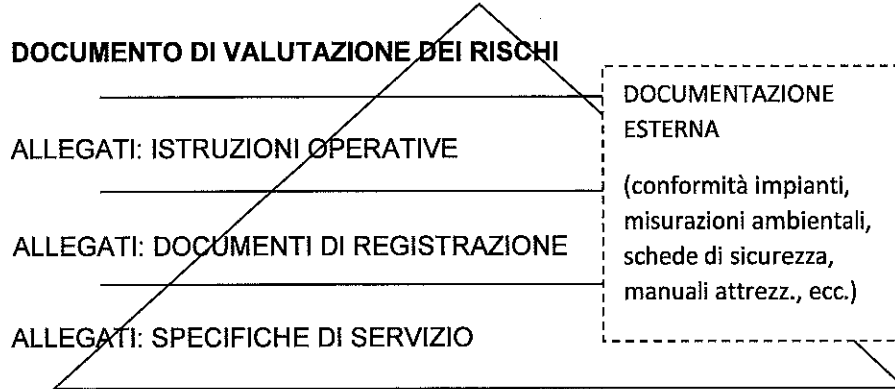 DOCUMENTO DI VALUTAZIONE DEI RISCHI
ALLEGATI: ISTRUZIONI OPERATIVE
ALLEGATI: DOCUMENTI DI REGISTRAZIONE
ALLEGATI: SPECIFICHE DI SERVIZIO
DOCUMENTAZIONE
ESTERNA
(conformità impianti,
misurazioni ambientali,
schede di sicurezza,
manuali attrezz., ecc.)